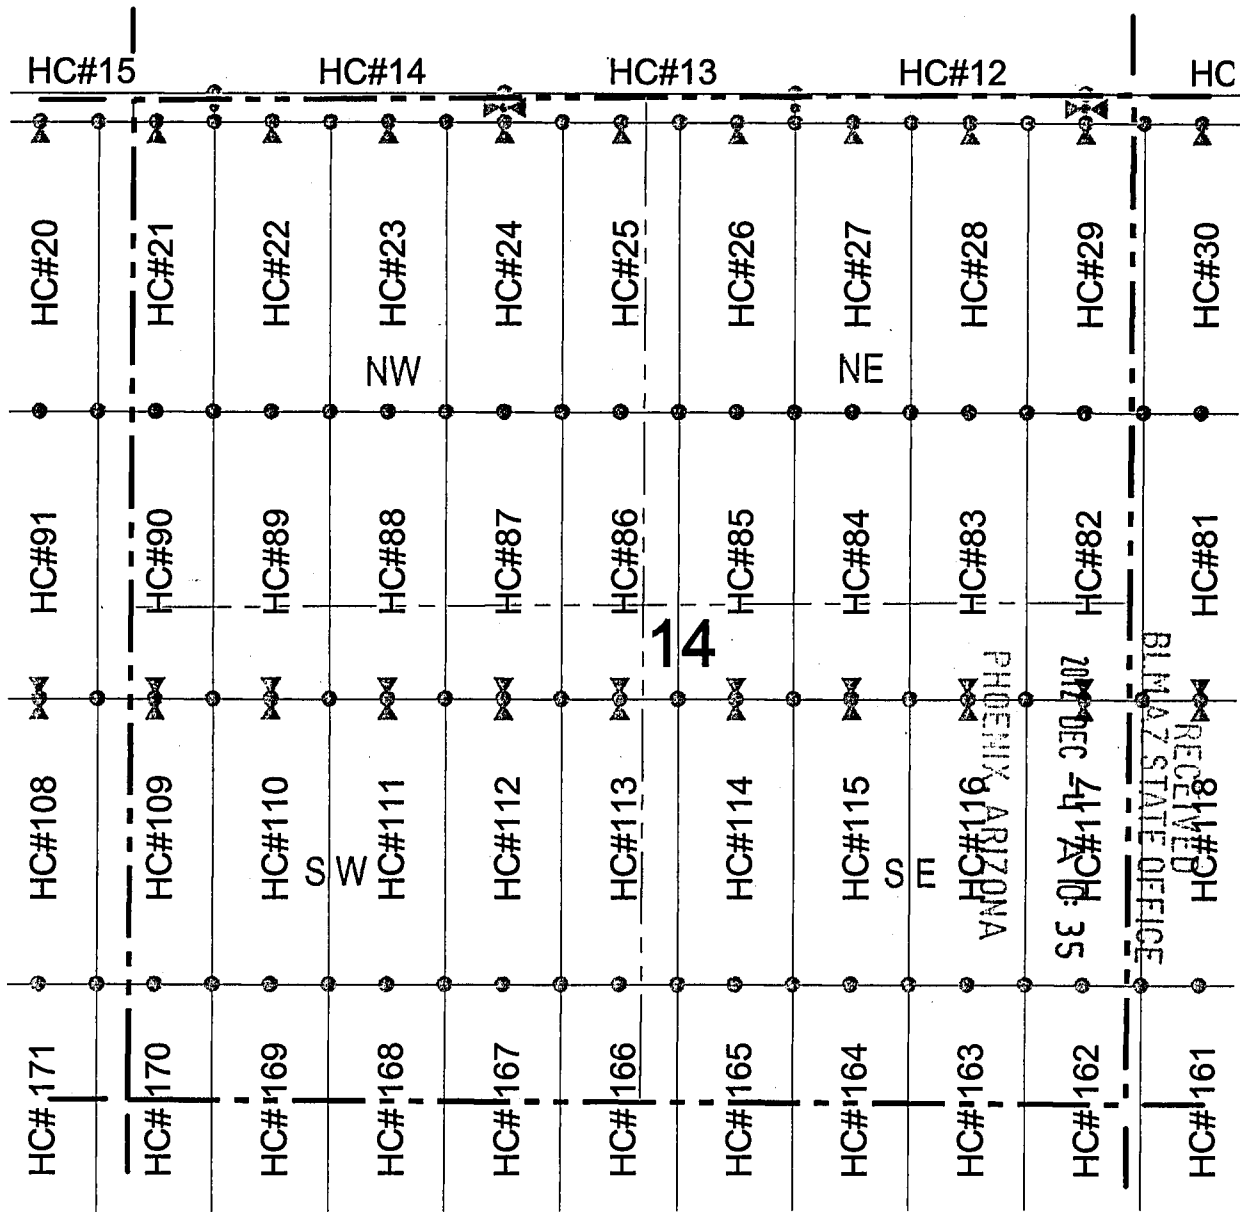 HC#15 HC#14 HC#13 HC#12 HC
HC#20 HC#21 HC#22 HC#23 HC#24 HC#25 HC#26 HC#27 HC#28 HC#29 HC#30
NW NE
HC#91 HC#90 HC#89 HC#88 HC#87 HC#86 HC#85 HC#84 HC#83 HC#82 HC#81
14
HC#108 HC#109 HC#110 HC#111 HC#112 HC#113 HC#114 HC#115 HC#116 HC#117 HC#118
SW SE
RECEIVED
BLM AZ STATE OFFICE
2012 DEC -4 A 10: 35
PHOENIX, ARIZONA
HC# 171 HC# 170 HC# 169 HC# 168 HC# 167 HC# 166 HC# 165 HC# 164 HC# 163 HC# 162 HC# 161